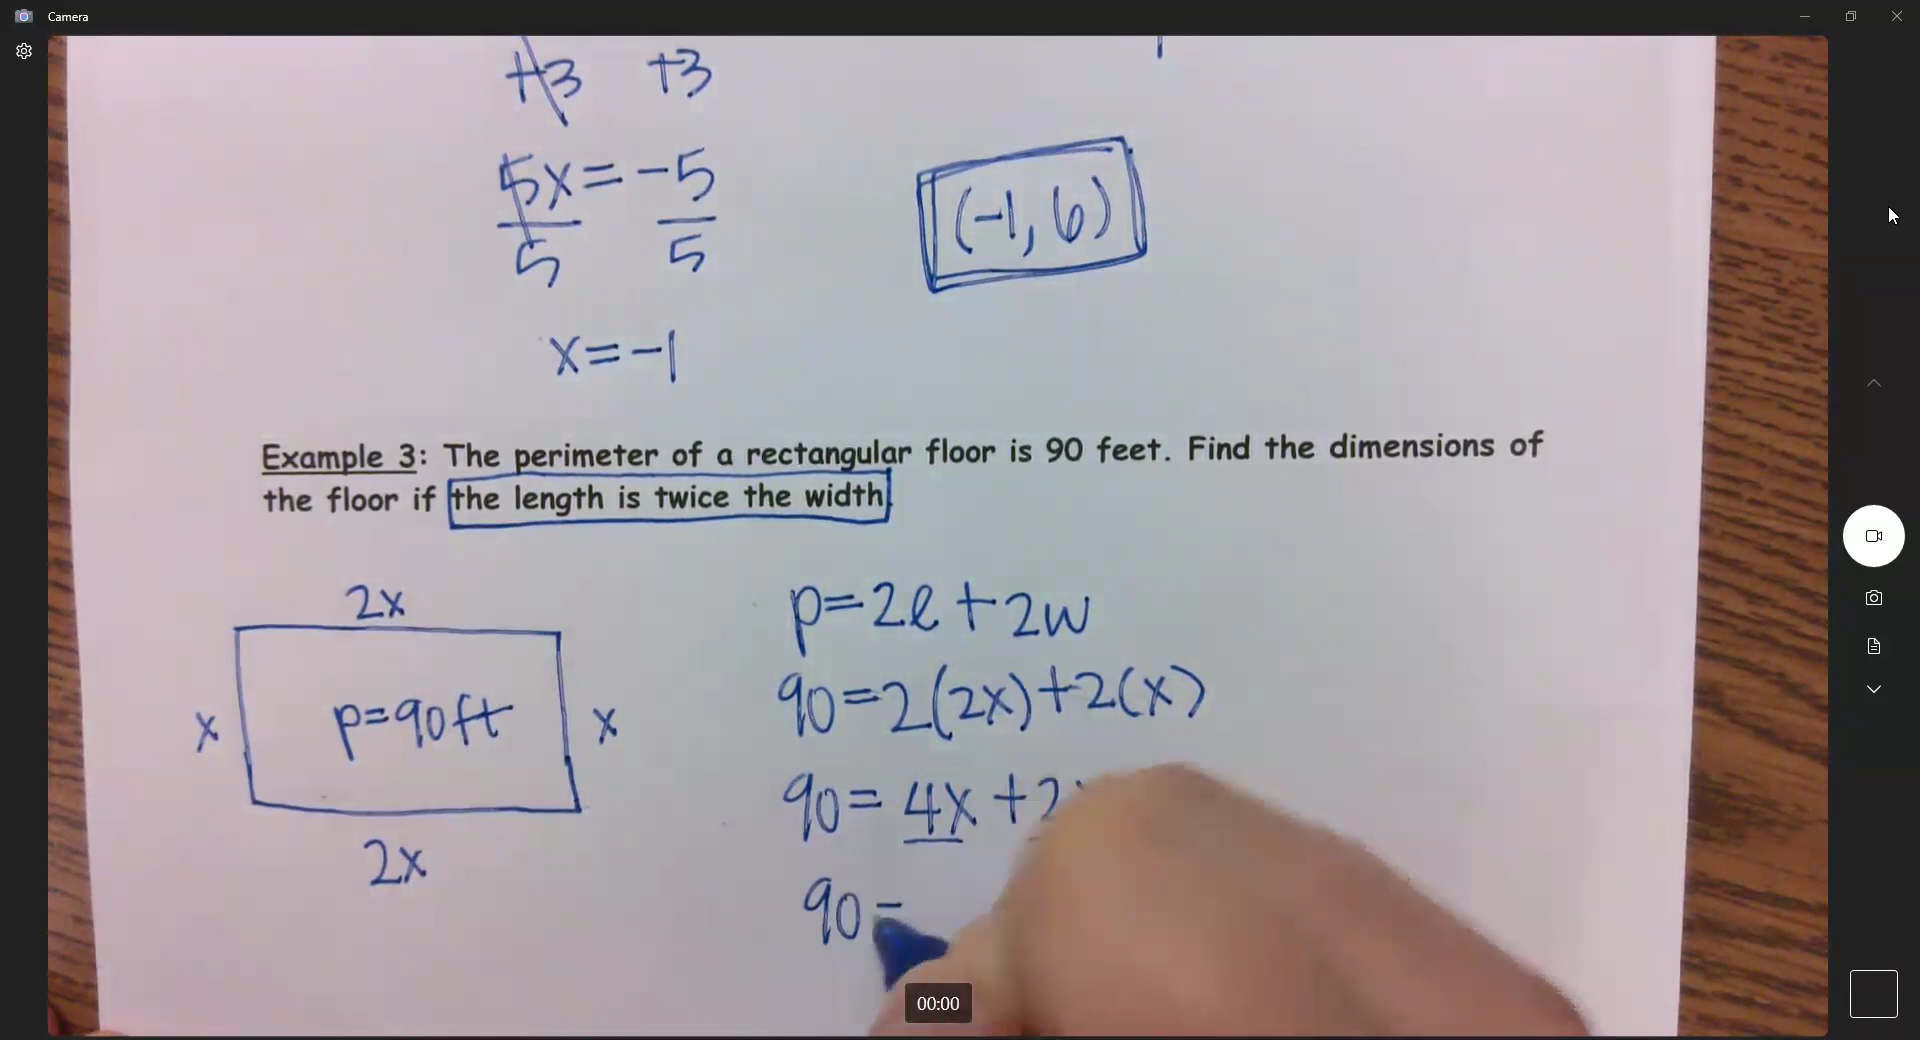 Camera
+3 +3
5x = -5
5 5
(-1, 6)
x = -1
Example 3: The perimeter of a rectangular floor is 90 feet. Find the dimensions of
the floor if the length is twice the width.
2x
x p=90ft x
2x
p=2l+2w
90=2(2x)+2(x)
90= 4x +2
90=
00:00